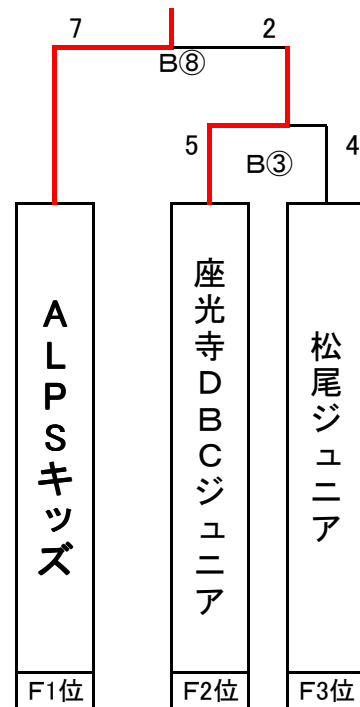 7 2
B⑧
5 4
B③
ALPSキッズ
座光寺DBCジュニア
松尾ジュニア
F1位 F2位 F3位